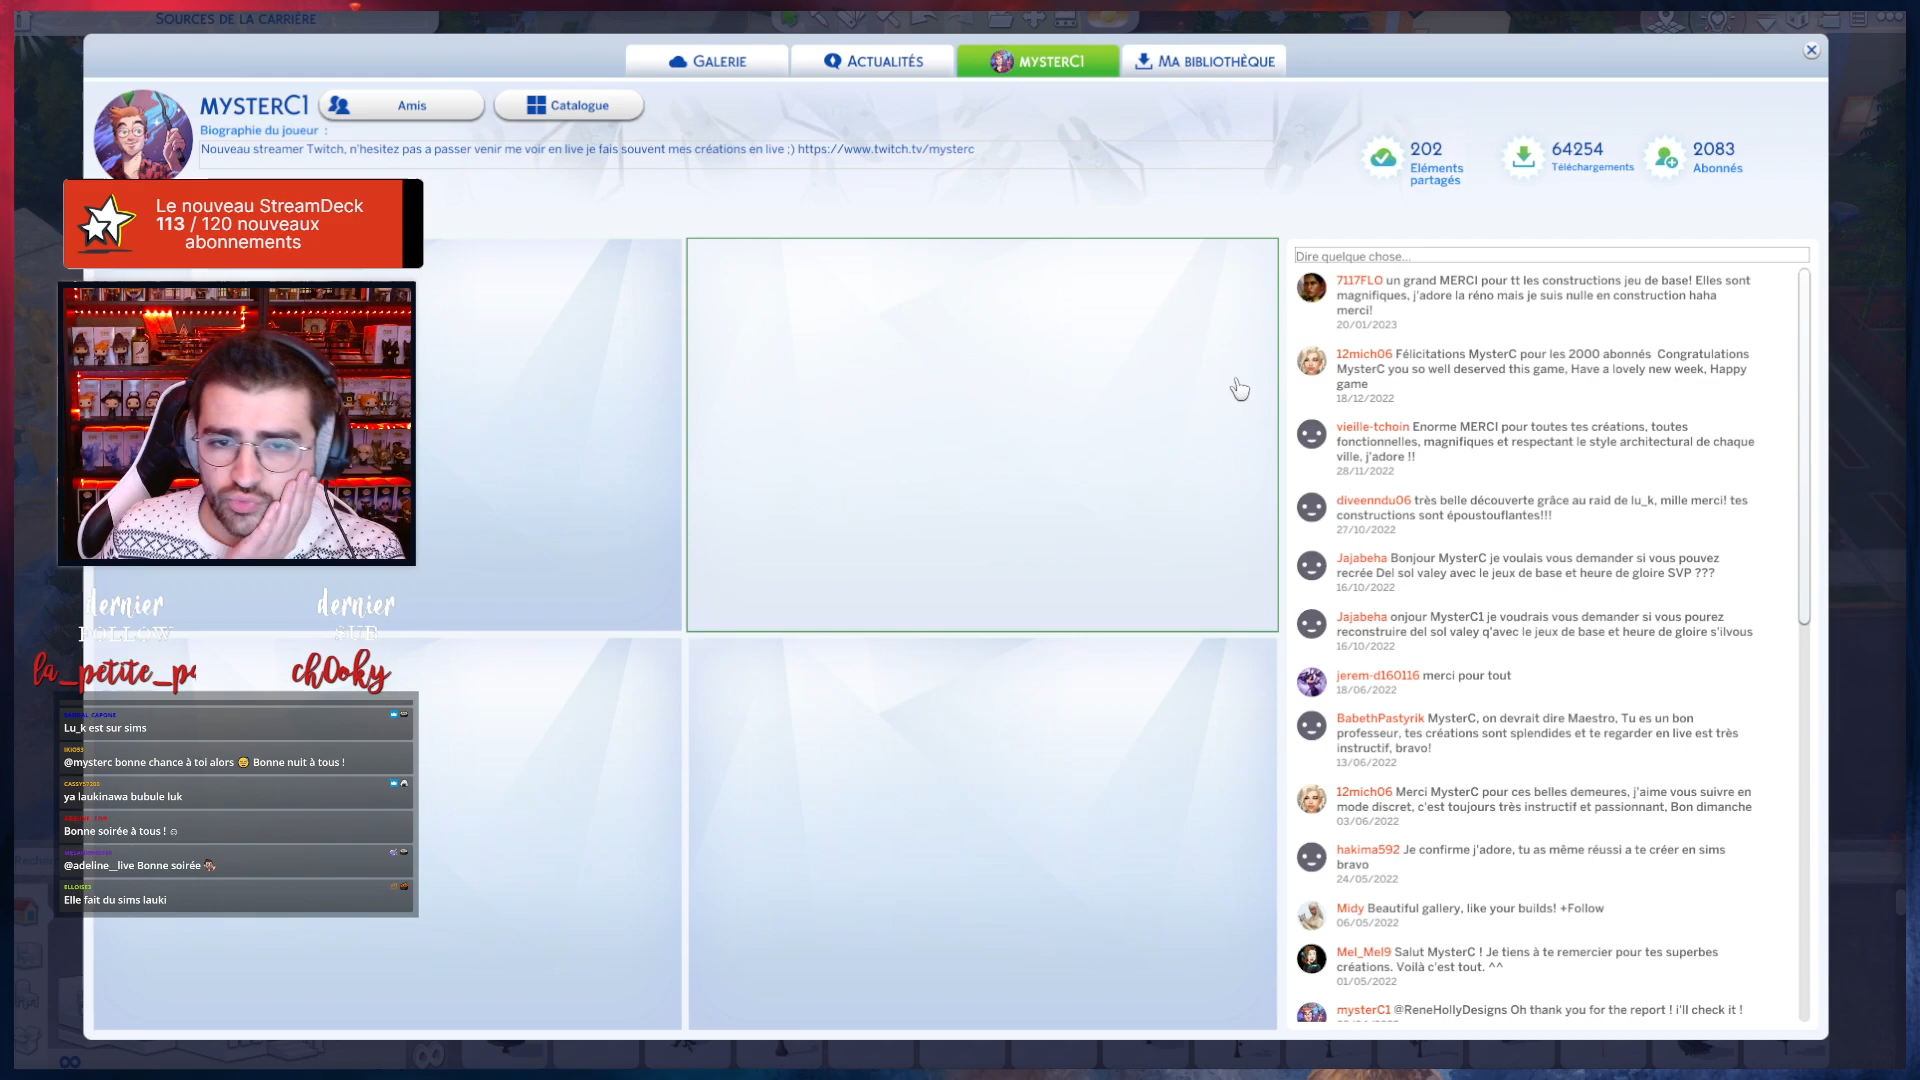 SOURCES DE LA CARRIÈRE
GALERIE
ACTUALITÉS
MYSTERC1
MA BIBLIOTHÈQUE
MYSTERC1
Amis
Catalogue
Biographie du joueur :
Nouveau streamer Twitch, n'hesitez pas a passer venir me voir en live je fais souvent mes créations en live ;) https://www.twitch.tv/mysterc
202
Eléments
partagés
64254
Téléchargements
2083
Abonnés
Le nouveau StreamDeck
113 / 120 nouveaux
abonnements
dernier
FOLLOW
dernier
SUB
la_petite_p
ch0oky
Lu_k est sur sims
IKIO53
@mysterc bonne chance à toi alors 😔 Bonne nuit à tous !
ya laukinawa bubule luk
Bonne soirée à tous ! ☺
@adeline__live Bonne soirée
ELLOISE3
Elle fait du sims lauki
Dire quelque chose...
7117FLO un grand MERCI pour tt les constructions jeu de base! Elles sont
magnifiques, j'adore la réno mais je suis nulle en construction haha
merci!
20/01/2023
12mich06 Félicitations MysterC pour les 2000 abonnés  Congratulations
MysterC you so well deserved this game, Have a lovely new week, Happy
game
18/12/2022
vieille-tchoin Enorme MERCI pour toutes tes créations, toutes
fonctionnelles, magnifiques et respectant le style architectural de chaque
ville, j'adore !!
28/11/2022
diveenndu06 très belle découverte grâce au raid de lu_k, mille merci! tes
constructions sont époustouflantes!!!
27/10/2022
Jajabeha Bonjour MysterC je voulais vous demander si vous pouvez
recrée Del sol valey avec le jeux de base et heure de gloire SVP ???
16/10/2022
Jajabeha onjour MysterC1 je voudrais vous demander si vous pourez
reconstruire del sol valey q'avec le jeux de base et heure de gloire s'ilvous
16/10/2022
jerem-d160116 merci pour tout
18/06/2022
BabethPastyrik MysterC, on devrait dire Maestro, Tu es un bon
professeur, tes créations sont splendides et te regarder en live est très
instructif, bravo!
13/06/2022
12mich06 Merci MysterC pour ces belles demeures, j'aime vous suivre en
mode discret, c'est toujours très instructif et passionnant, Bon dimanche
03/06/2022
hakima592 Je confirme j'adore, tu as même réussi a te créer en sims
bravo
24/05/2022
Midy Beautiful gallery, like your builds! +Follow
06/05/2022
Mel_Mel9 Salut MysterC ! Je tiens à te remercier pour tes superbes
créations. Voilà c'est tout. ^^
01/05/2022
mysterC1 @ReneHollyDesigns Oh thank you for the report ! i'll check it !